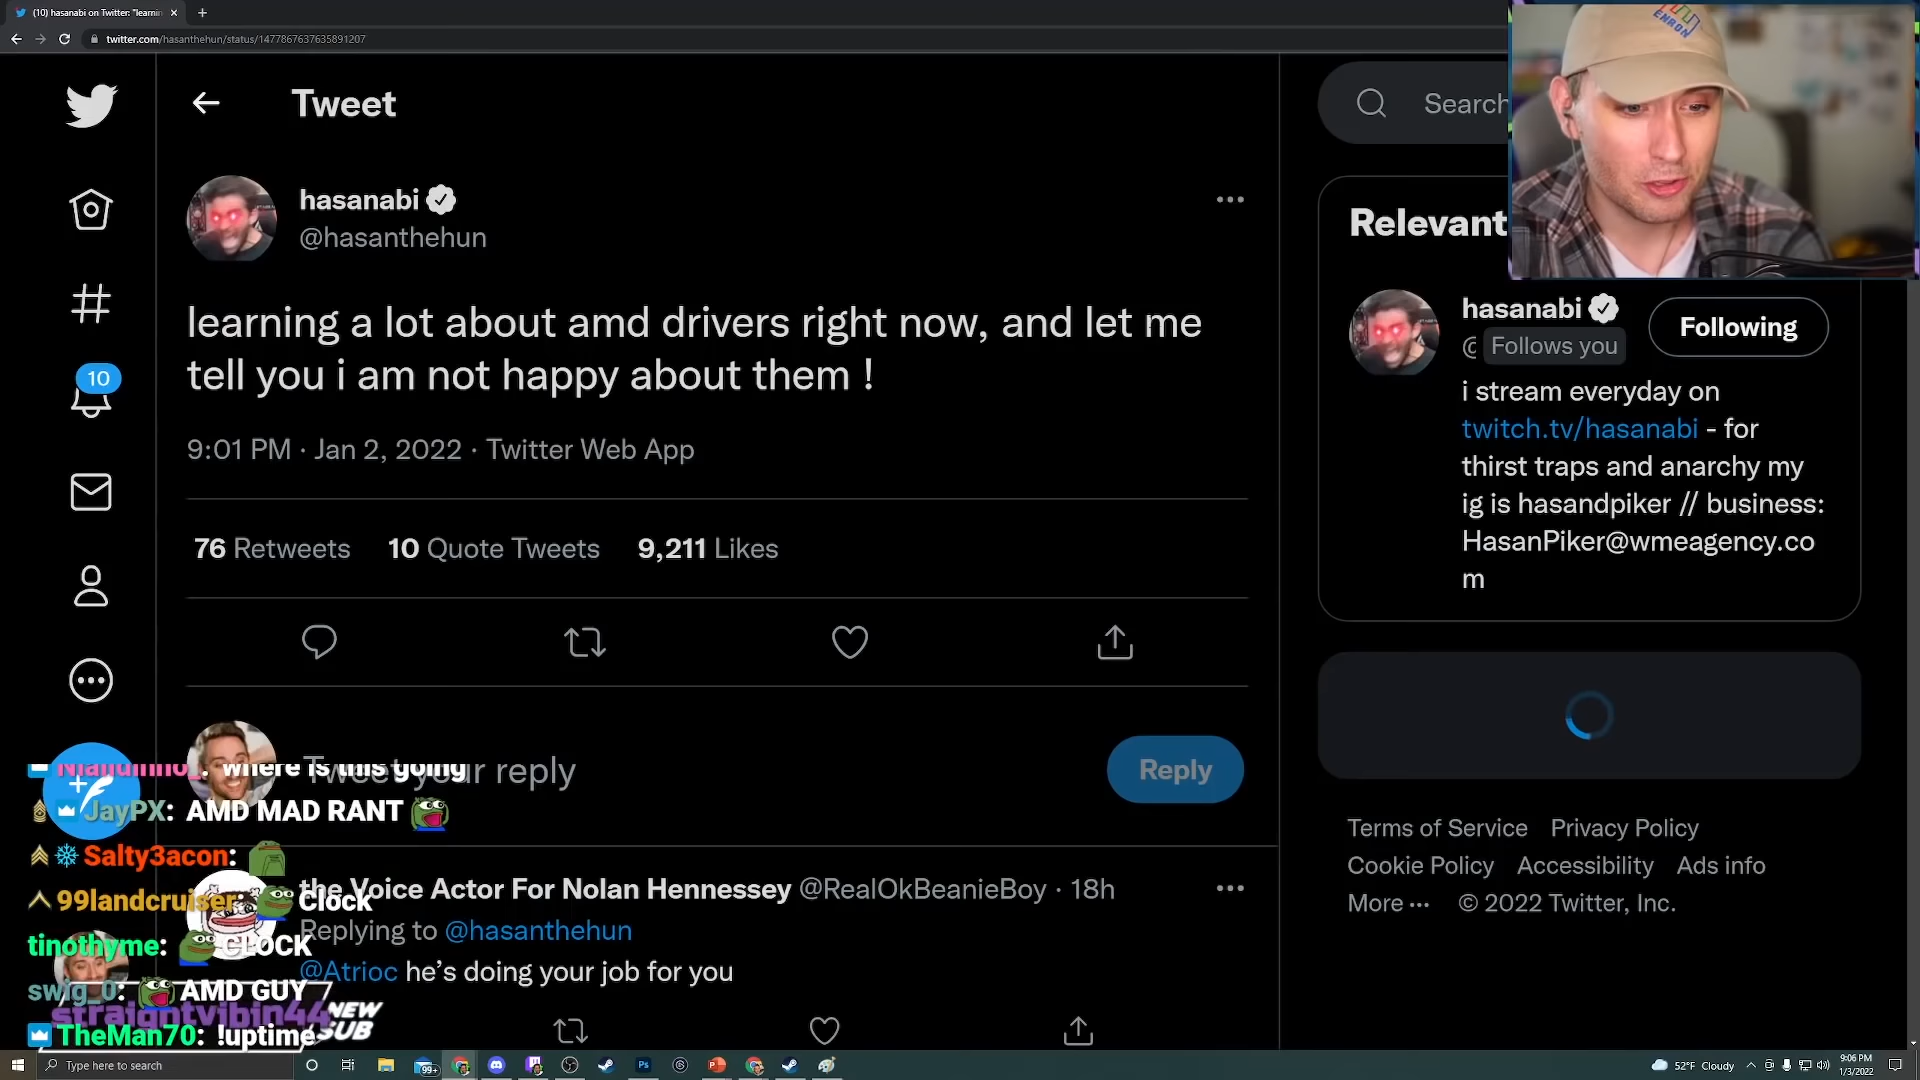 (10) hasanabi on Twitter: "learnin
twitter.com/hasanthehun/status/1477867637635891207
Tweet
Search
ENRON
hasanabi
@hasanthehun
Relevant
hasanabi
Follows you
Following
learning a lot about amd drivers right now, and let me
tell you i am not happy about them !
i stream everyday on
twitch.tv/hasanabi - for
thirst traps and anarchy my
ig is hasandpiker // business:
HasanPiker@wmeagency.co
m
10
9:01 PM · Jan 2, 2022 · Twitter Web App
76 Retweets 10 Quote Tweets 9,211 Likes
Tweet your reply
Reply
where is this going
JayPX: AMD MAD RANT
Salty3acon:
99landcruiser: Clock
tinothyme: CLOCK
swig_0: AMD GUY
straightvibin44 NEW
SUB
TheMan70: !uptime
the Voice Actor For Nolan Hennessey @RealOkBeanieBoy · 18h
Replying to @hasanthehun
@Atrioc he's doing your job for you
Terms of Service Privacy Policy
Cookie Policy Accessibility Ads info
More ··· © 2022 Twitter, Inc.
Type here to search
99+
Ps
52°F Cloudy
9:06 PM
1/3/2022